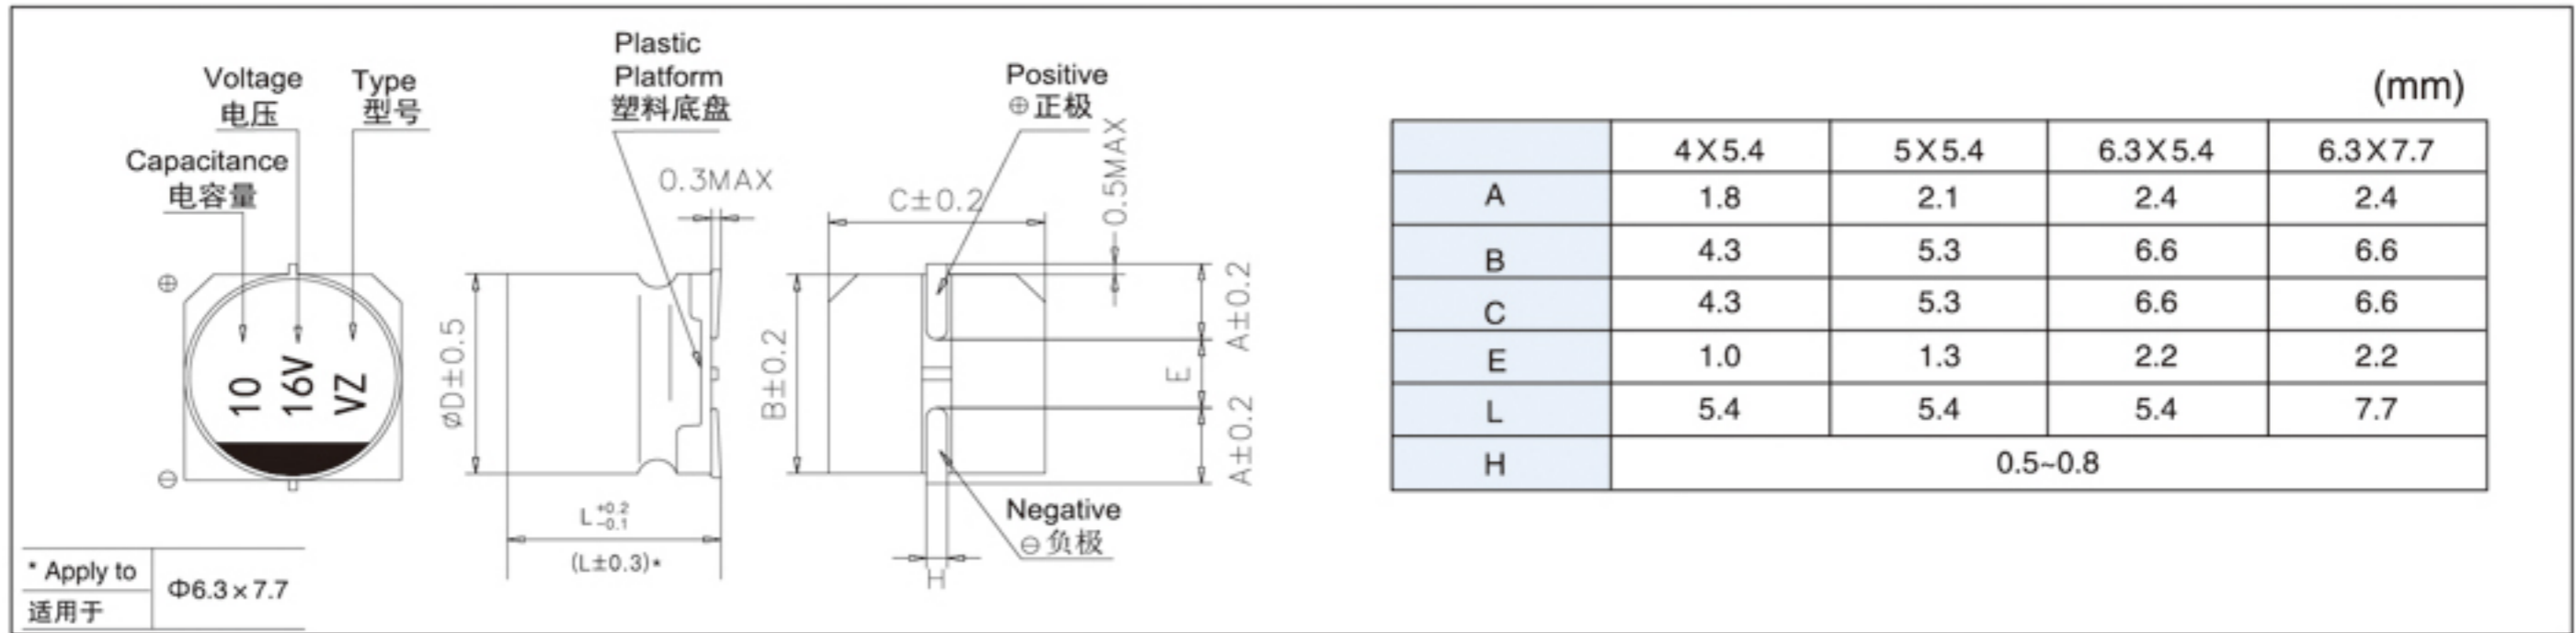 Voltage
电压
Type
型号
Capacitance
电容量
⊕
⊖
10
16V
VZ
Plastic
Platform
塑料底盘
0.3MAX
ØD±0.5
L +0.2 -0.1
(L±0.3)*
Positive
⊕正极
0.5MAX
C±0.2
B±0.2
A±0.2
E
A±0.2
Negative
⊖负极
H
* Apply to
适用于
Φ6.3×7.7
(mm)
4X5.4 5X5.4 6.3X5.4 6.3X7.7
A 1.8 2.1 2.4 2.4
B 4.3 5.3 6.6 6.6
C 4.3 5.3 6.6 6.6
E 1.0 1.3 2.2 2.2
L 5.4 5.4 5.4 7.7
H 0.5~0.8